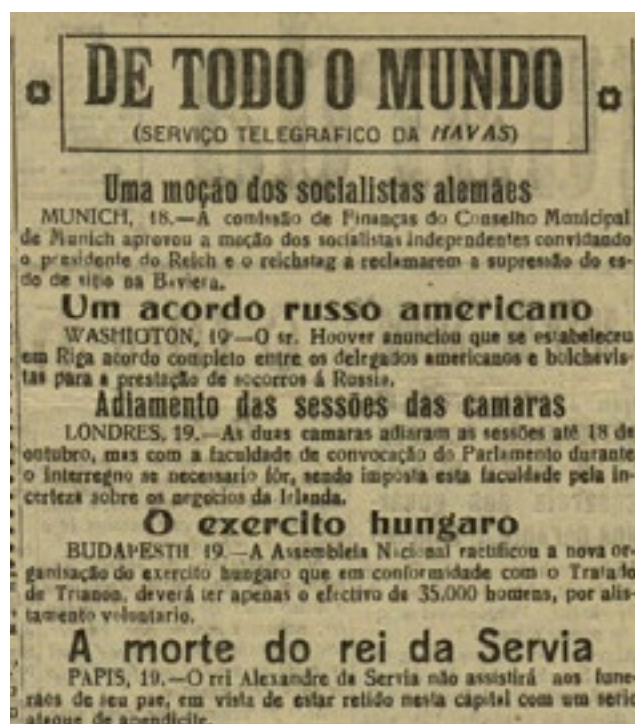 DE TODO O MUNDO
(SERVIÇO TELEGRAFICO DA HAVAS)
Uma moção dos socialistas alemães
MUNICH, 18.—A comissão de Finanças do Conselho Municipal
de Munich aprovou a moção dos socialistas independentes convidando
o presidente do Reich e o reichstag a reclamarem a supressão do es-
do de sitio na Baviera.
Um acordo russo americano
WASHIOTON, 19—O sr. Hoover anunciou que se estabeleceu
em Riga acordo completo entre os delegados americanos e bolchevis-
tas para a prestação de socorros á Russia.
Adiamento das sessões das camaras
LONDRES, 19.—As duas camaras adiaram as sessões até 18 de
outubro, mas com a faculdade de convocação do Parlamento durante
o interregno se necessario fôr, sendo imposta esta faculdade pela in-
certeza sobre os negocios da Irlanda.
O exercito hungaro
BUDAPESTH 19.—A Assembleia Nacional ractificou a nova or-
ganisação do exercito hungaro que em conformidade com o Tratado
de Trianon, deverá ter apenas o efectivo de 35.000 homens, por alis-
tamento voluntario.
A morte do rei da Servia
PAPIS, 19.—O rei Alexandre da Servia não assistirá aos fune-
raes de seu pae, em vista de estar retido nesta capital com um serio
ataque de apendicite.